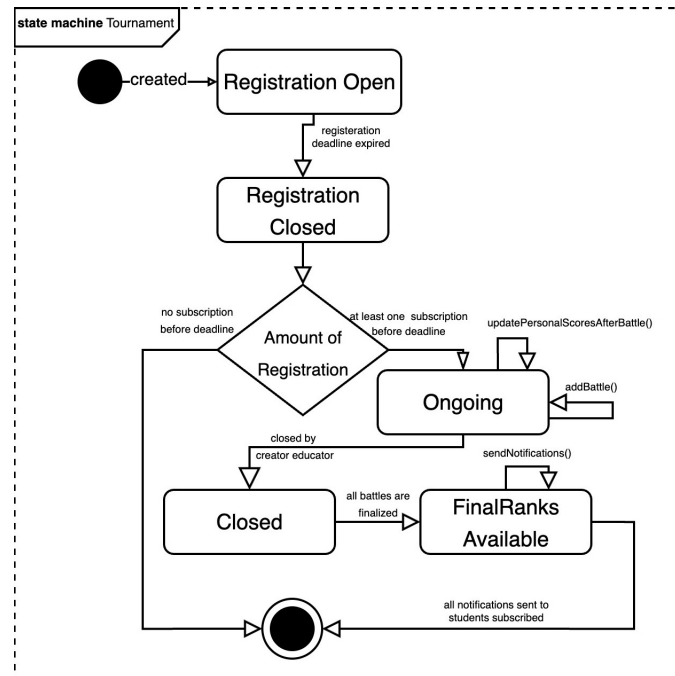 state machine Tournament
created
Registration Open
registeration
deadline expired
Registration
Closed
no subscription
before deadline
at least one subscription
before deadline
Amount of
Registration
updatePersonalScoresAfterBattle()
addBattle()
Ongoing
closed by
creator educator
sendNotifications()
all battles are
finalized
Closed
FinalRanks
Available
all notifications sent to
students subscribed